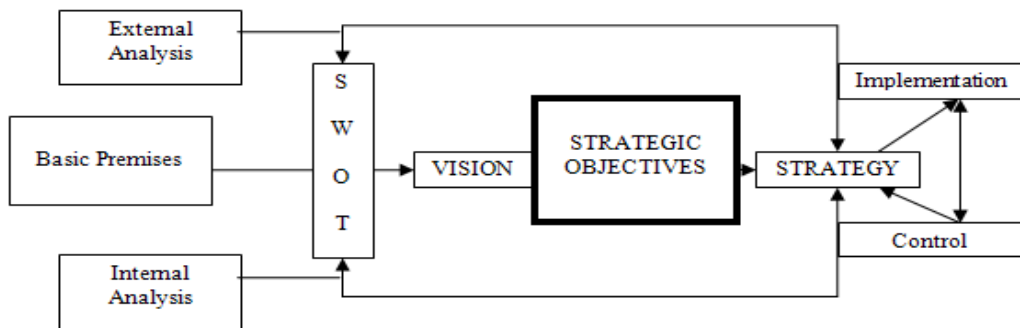 External
Analysis
S
W
O
T
Implementation
Basic Premises
VISION
STRATEGIC
OBJECTIVES
STRATEGY
Internal
Analysis
Control